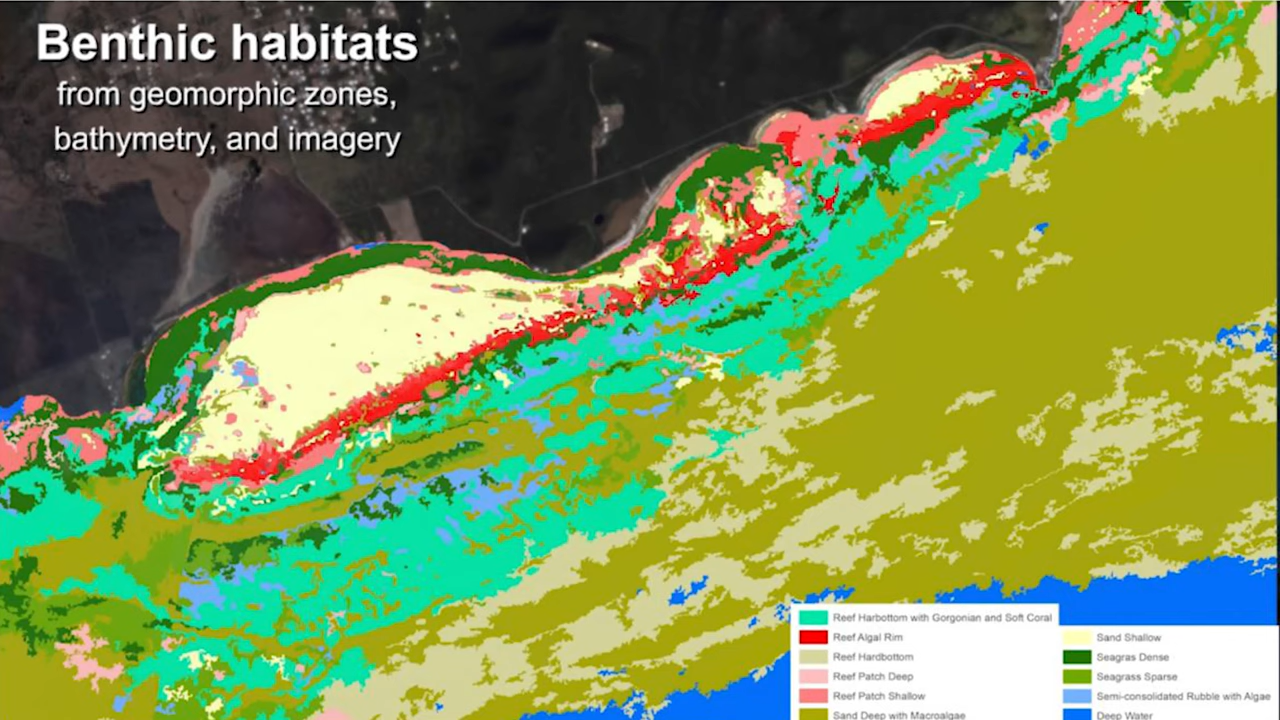 Benthic habitats
from geomorphic zones,
bathymetry, and imagery
Reef Harbottom with Gorgonian and Soft Coral
Reef Algal Rim
Reef Hardbottom
Reef Patch Deep
Reef Patch Shallow
Sand Deep with Macroalgae
Sand Shallow
Seagras Dense
Seagrass Sparse
Semi-consolidated Rubble with Algae
Deep Water